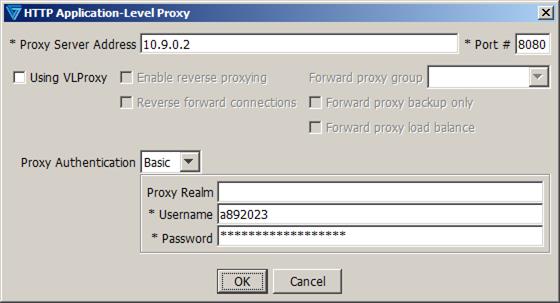 HTTP Application-Level Proxy
* Proxy Server Address 10.9.0.2 * Port # 8080
Using VLProxy Enable reverse proxying Forward proxy group
Reverse forward connections Forward proxy backup only
Forward proxy load balance
Proxy Authentication Basic
Proxy Realm
* Username a892023
* Password ******************
OK Cancel